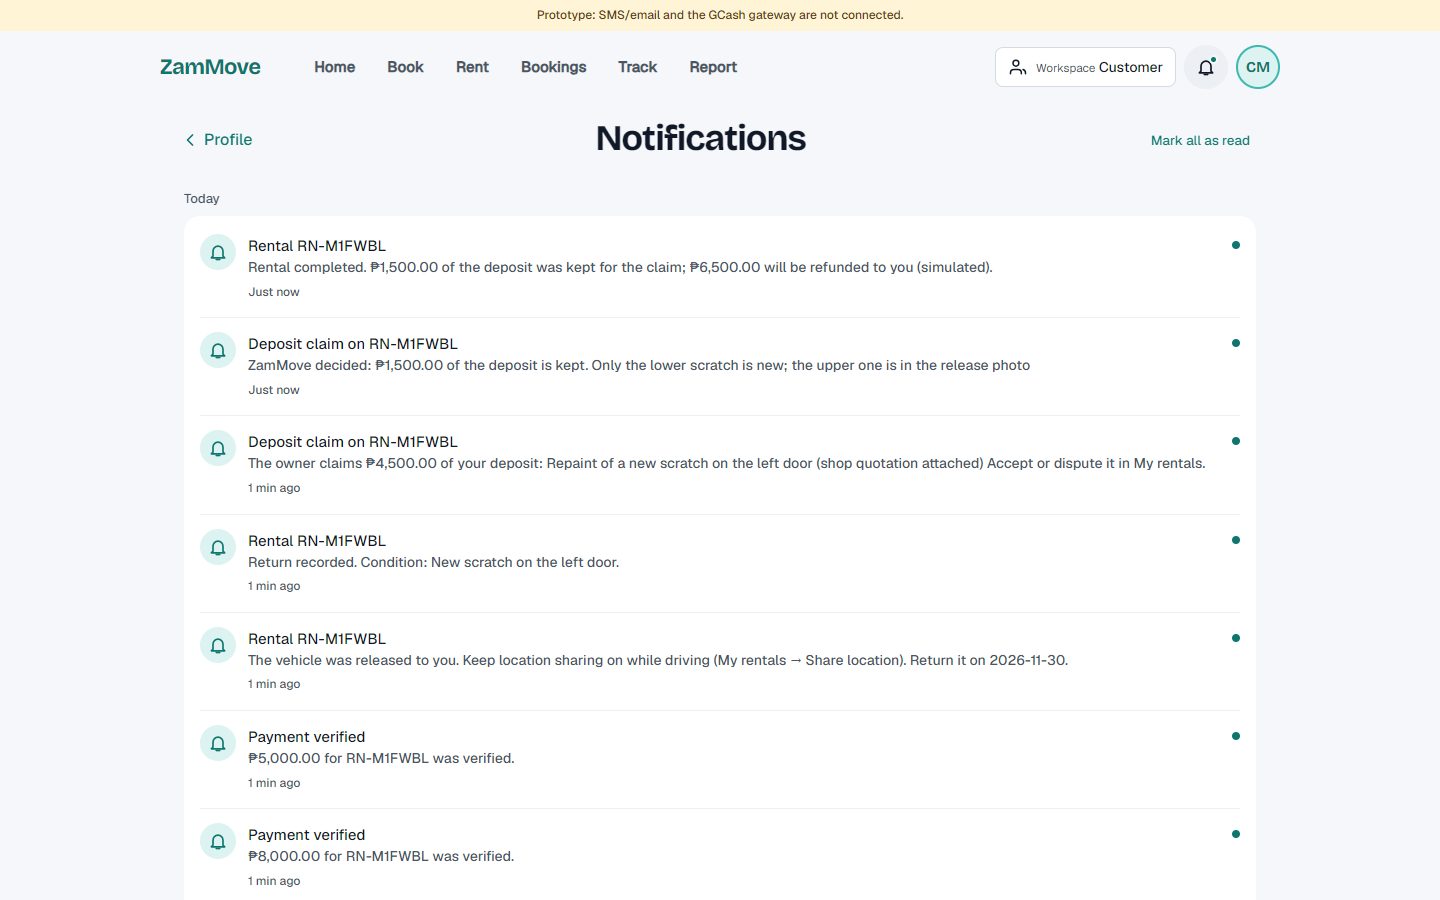 Prototype: SMS/email and the GCash gateway are not connected.
ZamMove
Home
Book
Rent
Bookings
Track
Report
Workspace Customer
CM
Profile
Notifications
Mark all as read
Today
Rental RN-M1FWBL
Rental completed. ₱1,500.00 of the deposit was kept for the claim; ₱6,500.00 will be refunded to you (simulated).
Just now
Deposit claim on RN-M1FWBL
ZamMove decided: ₱1,500.00 of the deposit is kept. Only the lower scratch is new; the upper one is in the release photo
Just now
Deposit claim on RN-M1FWBL
The owner claims ₱4,500.00 of your deposit: Repaint of a new scratch on the left door (shop quotation attached) Accept or dispute it in My rentals.
1 min ago
Rental RN-M1FWBL
Return recorded. Condition: New scratch on the left door.
1 min ago
Rental RN-M1FWBL
The vehicle was released to you. Keep location sharing on while driving (My rentals → Share location). Return it on 2026-11-30.
1 min ago
Payment verified
₱5,000.00 for RN-M1FWBL was verified.
1 min ago
Payment verified
₱8,000.00 for RN-M1FWBL was verified.
1 min ago